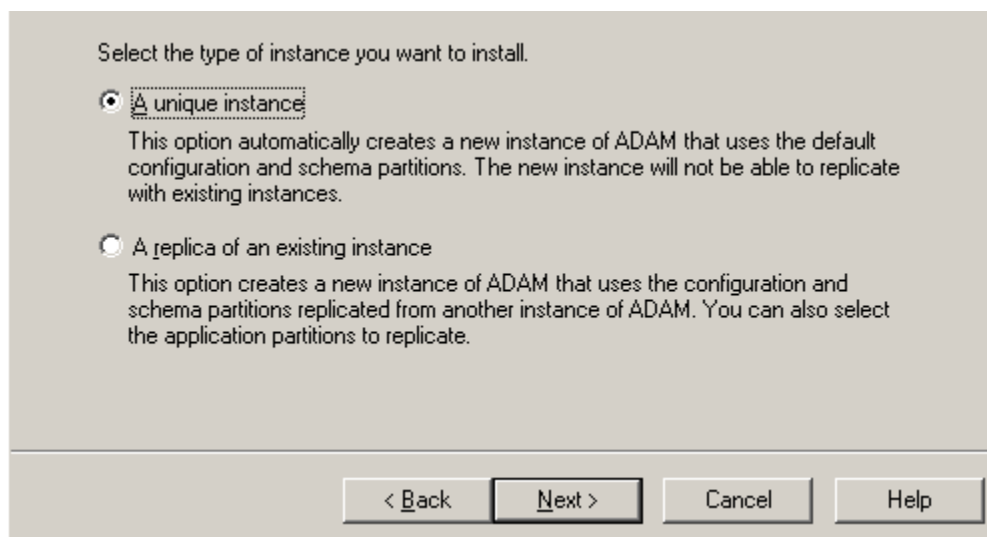 Select the type of instance you want to install.
A unique instance
This option automatically creates a new instance of ADAM that uses the default
configuration and schema partitions. The new instance will not be able to replicate
with existing instances.
A replica of an existing instance
This option creates a new instance of ADAM that uses the configuration and
schema partitions replicated from another instance of ADAM. You can also select
the application partitions to replicate.
< Back Next > Cancel Help